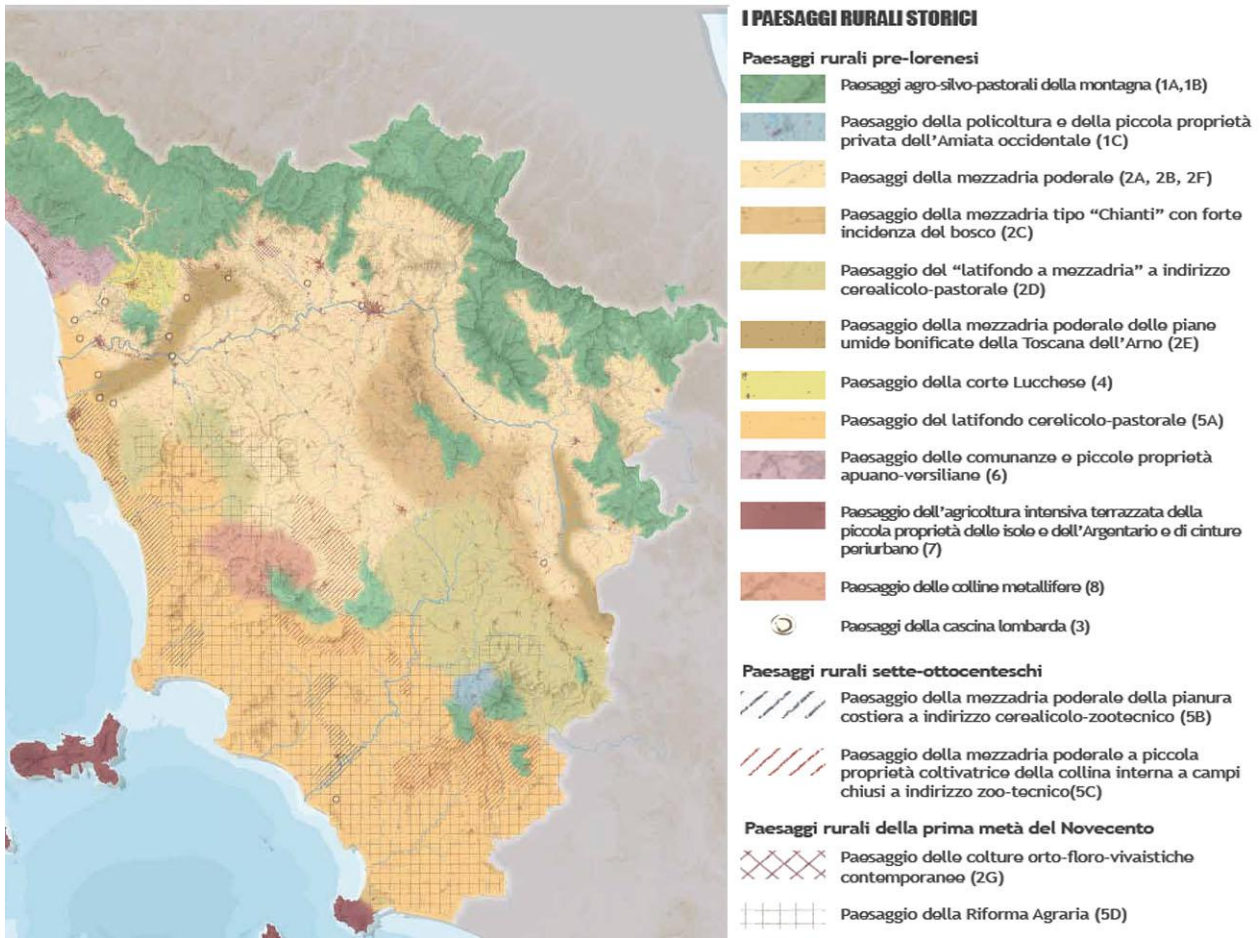 I PAESAGGI RURALI STORICI
Paesaggi rurali pre-lorenesi
Paesaggi agro-silvo-pastorali della montagna (1A,1B)
Paesaggio della policoltura e della piccola proprietà
privata dell'Amiata occidentale (1C)
Paesaggi della mezzadria poderale (2A, 2B, 2F)
Paesaggio della mezzadria tipo "Chianti" con forte
incidenza del bosco (2C)
Paesaggio del "latifondo a mezzadria" a indirizzo
cerealicolo-pastorale (2D)
Paesaggio della mezzadria poderale delle piane
umide bonificate della Toscana dell'Arno (2E)
Paesaggio della corte Lucchese (4)
Paesaggio del latifondo cerelicolo-pastorale (5A)
Paesaggio delle comunanze e piccole proprietà
apuano-versiliane (6)
Paesaggio dell'agricoltura intensiva terrazzata della
piccola proprietà delle isole e dell'Argentario e di cinture
periurbano (7)
Paesaggio delle colline metallifere (8)
Paesaggi della cascina lombarda (3)
Paesaggi rurali sette-ottocenteschi
Paesaggio della mezzadria poderale della pianura
costiera a indirizzo cerealicolo-zootecnico (5B)
Paesaggio della mezzadria poderale a piccola
proprietà coltivatrice della collina interna a campi
chiusi a indirizzo zoo-tecnico(5C)
Paesaggi rurali della prima metà del Novecento
Paesaggio delle colture orto-floro-vivaistiche
contemporanee (2G)
Paesaggio della Riforma Agraria (5D)